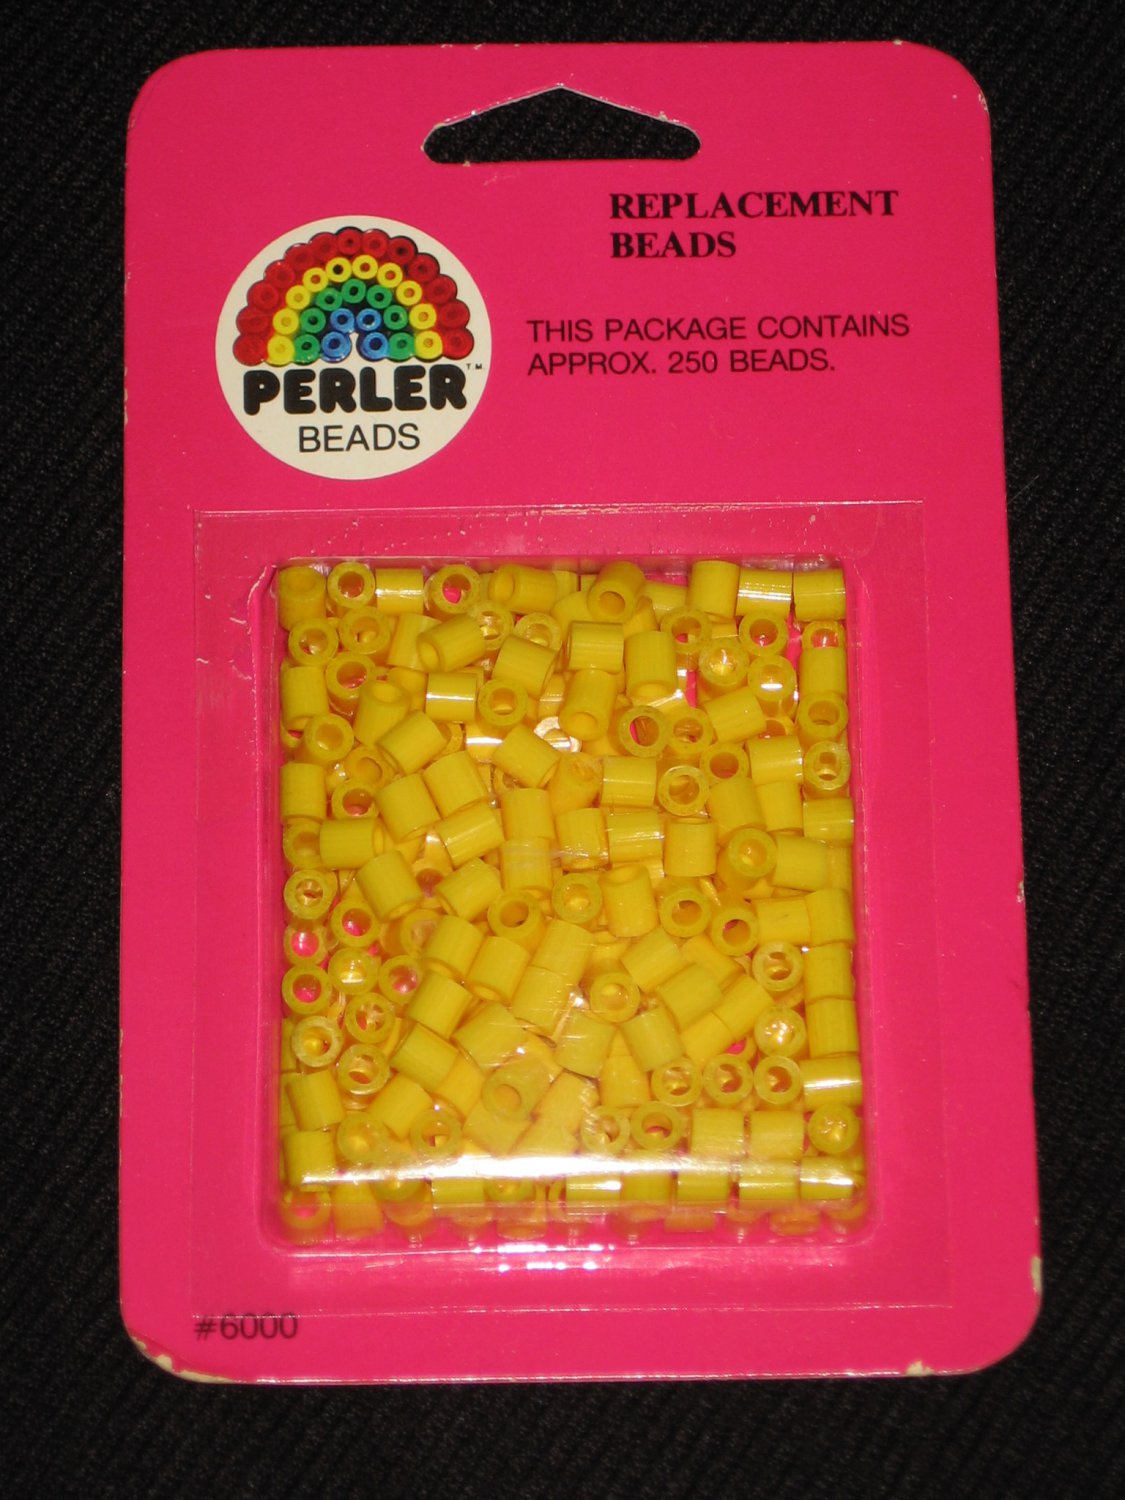 REPLACEMENT
BEADS
PERLER™
BEADS
THIS PACKAGE CONTAINS
APPROX. 250 BEADS.
#6000